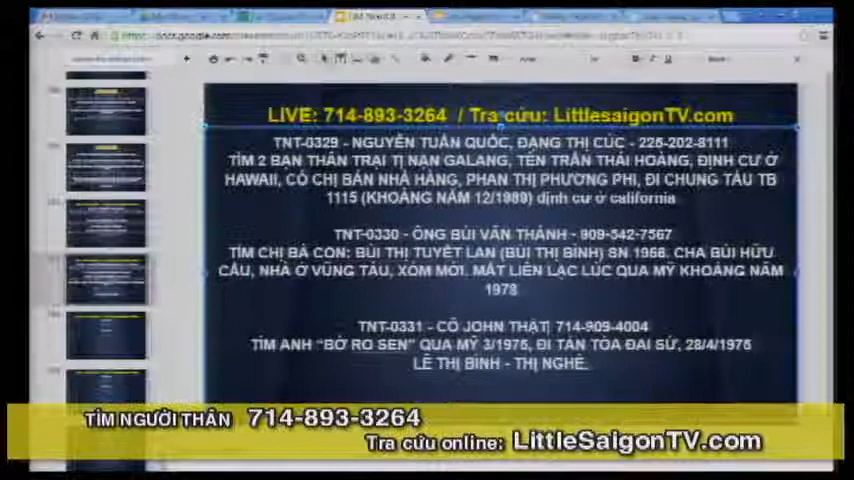 LIVE: 714-893-3264 / Tra cứu: LittlesaigonTV.com
TNT-0329 - NGUYỄN TUẤN QUỐC, ĐẶNG THỊ CÚC - 225-202-8111
TÌM 2 BẠN THÂN TRẠI TỊ NẠN GALANG, TÊN TRẦN THÁI HOÀNG, ĐỊNH CƯ Ở
HAWAII, CÓ CHỊ BÁN NHÀ HÀNG, PHAN THỊ PHƯƠNG PHI, ĐI CHUNG TÀU TB
1115 (KHOẢNG NĂM 12/1989) định cư ở california
TNT-0330 - ÔNG BÙI VĂN THÀNH - 909-542-7567
TÌM CHỊ BÀ CON: BÙI THỊ TUYẾT LAN (BÙI THỊ BÌNH) SN 1956. CHA BÙI HỮU
CẦU, NHÀ Ở VŨNG TÀU, XÓM MỚI. MẤT LIÊN LẠC LÚC QUA MỸ KHOẢNG NĂM
1978
TNT-0331 - CÔ JOHN THẬT 714-909-4004
TÌM ANH “BỜ RO SEN” QUA MỸ 3/1975, ĐI TẢN TÒA ĐẠI SỨ, 28/4/1975
LÊ THỊ BÌNH - THỊ NGHÈ.
TÌM NGƯỜI THÂN 714-893-3264
Tra cứu online: LittleSaigonTV.com